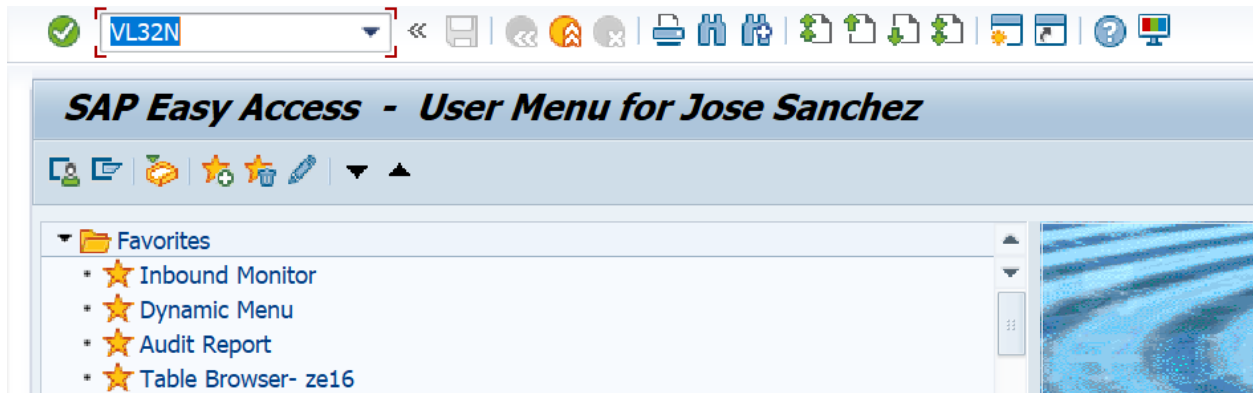 VL32N
SAP Easy Access - User Menu for Jose Sanchez
Favorites
Inbound Monitor
Dynamic Menu
Audit Report
Table Browser- ze16